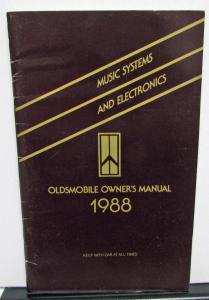 MUSIC SYSTEMS
AND ELECTRONICS
OLDSMOBILE OWNER'S MANUAL
1988
KEEP WITH CAR AT ALL TIMES